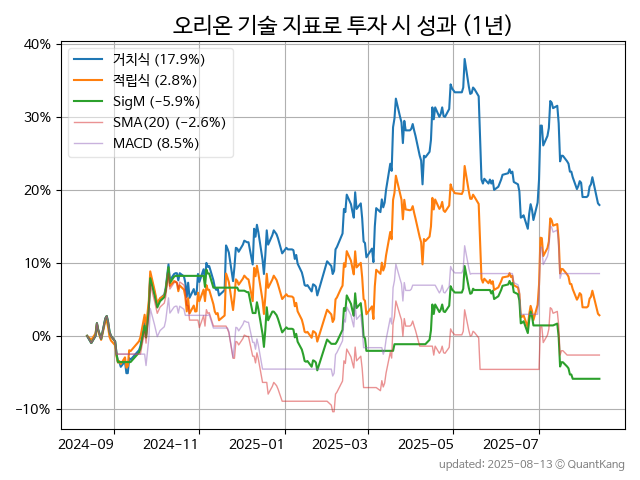 오리온 기술 지표로 투자 시 성과 (1년)
40%
30%
20%
10%
0%
−10%
거치식 (17.9%)
적립식 (2.8%)
SigM (−5.9%)
SMA(20) (−2.6%)
MACD (8.5%)
2024-09 2024-11 2025-01 2025-03 2025-05 2025-07
updated: 2025-08-13 © QuantKang